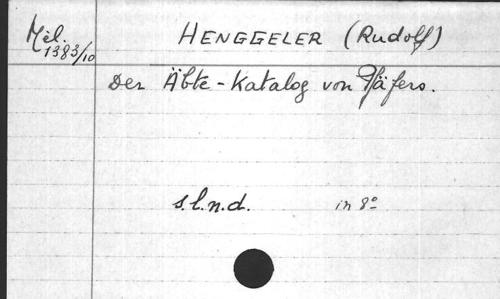 Mél. 1383/10
HENGGELER (Rudolf)
Der Äbte-Katalog von Pfäfers.
s.l.n.d. in 8°